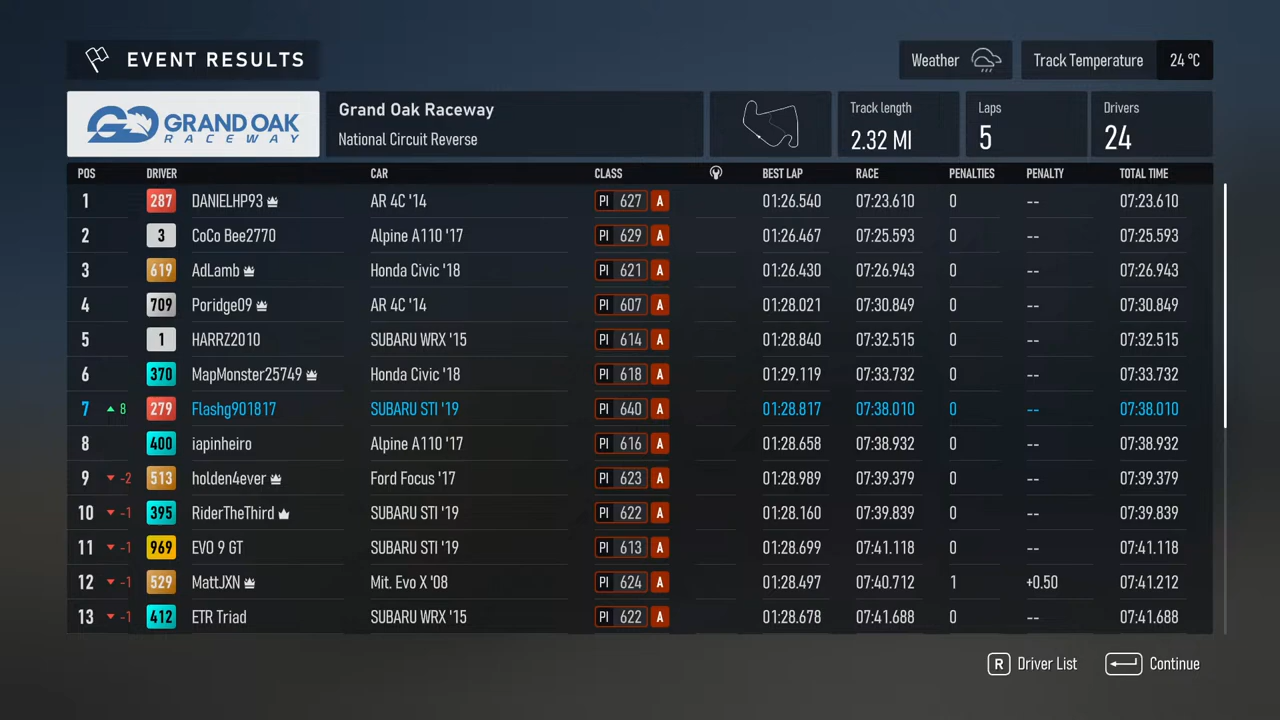 EVENT RESULTS
Weather
Track Temperature 24 ºC
GRAND OAK
RACEWAY
Grand Oak Raceway
National Circuit Reverse
Track length
2.32 MI
Laps
5
Drivers
24
POS DRIVER CAR CLASS BEST LAP RACE PENALTIES PENALTY TOTAL TIME
1 287 DANIELHP93 AR 4C '14 PI 627 A 01:26.540 07:23.610 0 -- 07:23.610
2 3 CoCo Bee2770 Alpine A110 '17 PI 629 A 01:26.467 07:25.593 0 -- 07:25.593
3 619 AdLamb Honda Civic '18 PI 621 A 01:26.430 07:26.943 0 -- 07:26.943
4 709 Poridge09 AR 4C '14 PI 607 A 01:28.021 07:30.849 0 -- 07:30.849
5 1 HARRZ2010 SUBARU WRX '15 PI 614 A 01:28.840 07:32.515 0 -- 07:32.515
6 370 MapMonster25749 Honda Civic '18 PI 618 A 01:29.119 07:33.732 0 -- 07:33.732
7 8 279 Flashg901817 SUBARU STI '19 PI 640 A 01:28.817 07:38.010 0 -- 07:38.010
8 400 iapinheiro Alpine A110 '17 PI 616 A 01:28.658 07:38.932 0 -- 07:38.932
9 -2 513 holden4ever Ford Focus '17 PI 623 A 01:28.989 07:39.379 0 -- 07:39.379
10 -1 395 RiderTheThird SUBARU STI '19 PI 622 A 01:28.160 07:39.839 0 -- 07:39.839
11 -1 969 EVO 9 GT SUBARU STI '19 PI 613 A 01:28.699 07:41.118 0 -- 07:41.118
12 -1 529 MattJXN Mit. Evo X '08 PI 624 A 01:28.497 07:40.712 1 +0.50 07:41.212
13 -1 412 ETR Triad SUBARU WRX '15 PI 622 A 01:28.678 07:41.688 0 -- 07:41.688
R Driver List Continue